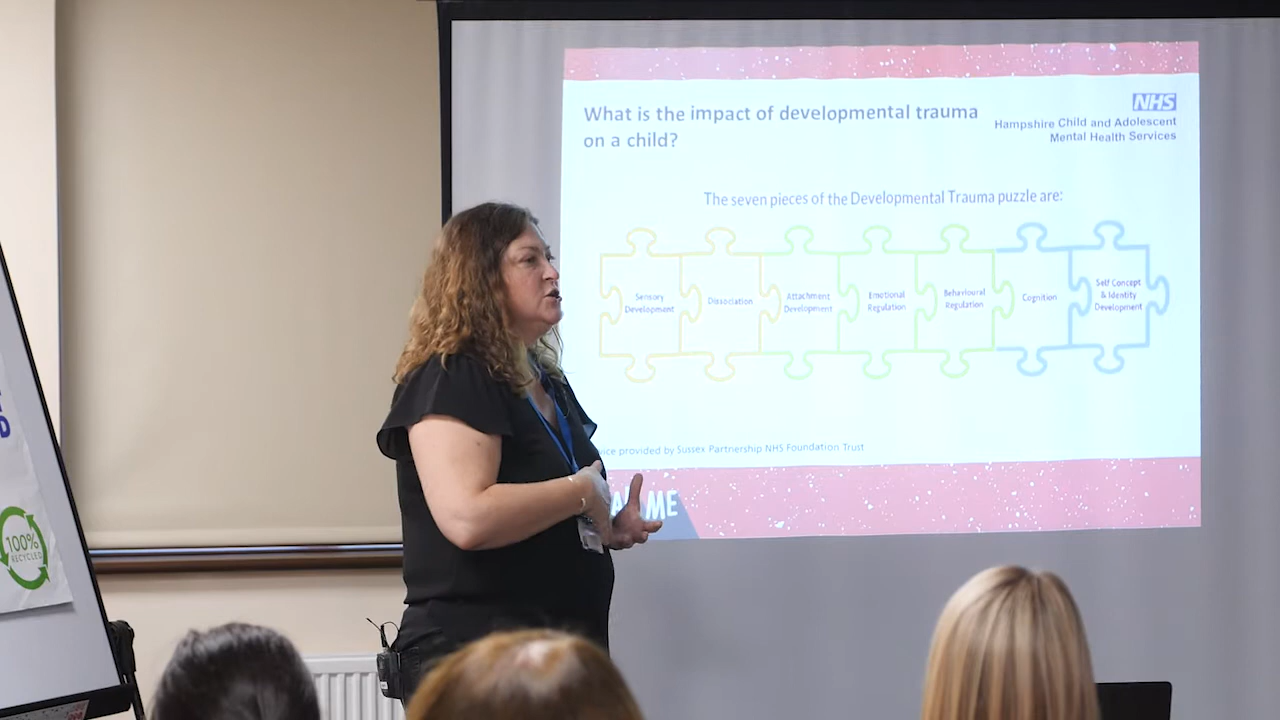 What is the impact of developmental trauma
on a child?
NHS
Hampshire Child and Adolescent
Mental Health Services
The seven pieces of the Developmental Trauma puzzle are:
Sensory
Development
Dissociation
Attachment
Development
Emotional
Regulation
Behavioural
Regulation
Cognition
Self Concept
& Identity
Development
provided by Sussex Partnership NHS Foundation Trust
ME
D
100%
RECYCLED